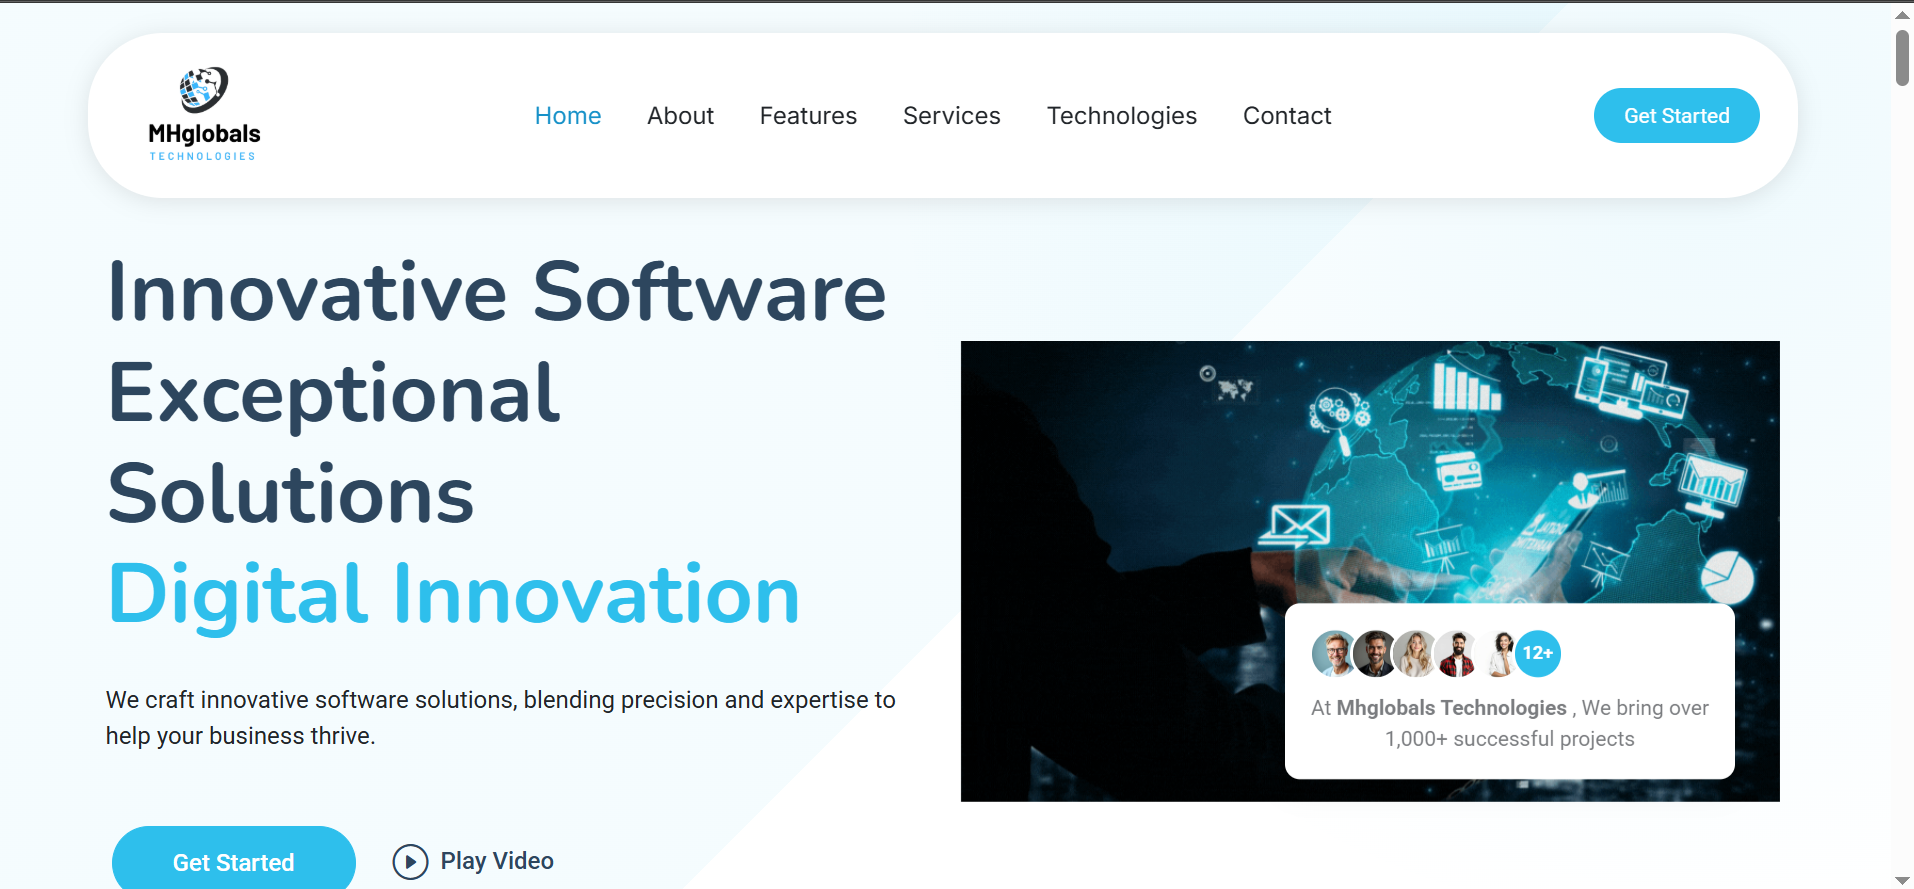 MHglobals
TECHNOLOGIES
Home
About
Features
Services
Technologies
Contact
Get Started
Innovative Software
Exceptional
Solutions
Digital Innovation
We craft innovative software solutions, blending precision and expertise to
help your business thrive.
Get Started
Play Video
12+
At Mhglobals Technologies , We bring over
1,000+ successful projects